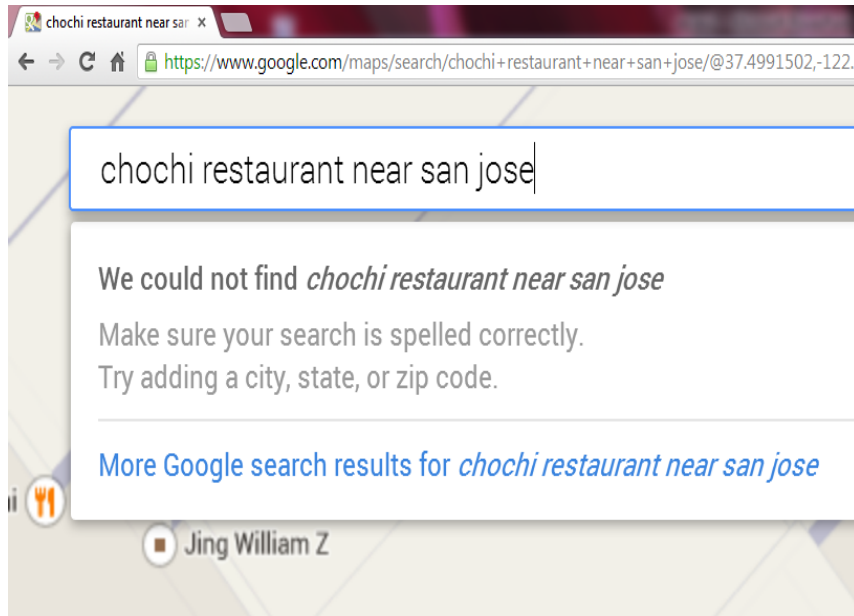 chochi restaurant near sar
https://www.google.com/maps/search/chochi+restaurant+near+san+jose/@37.4991502,-122.
chochi restaurant near san jose
We could not find chochi restaurant near san jose
Make sure your search is spelled correctly.
Try adding a city, state, or zip code.
More Google search results for chochi restaurant near san jose
Jing William Z